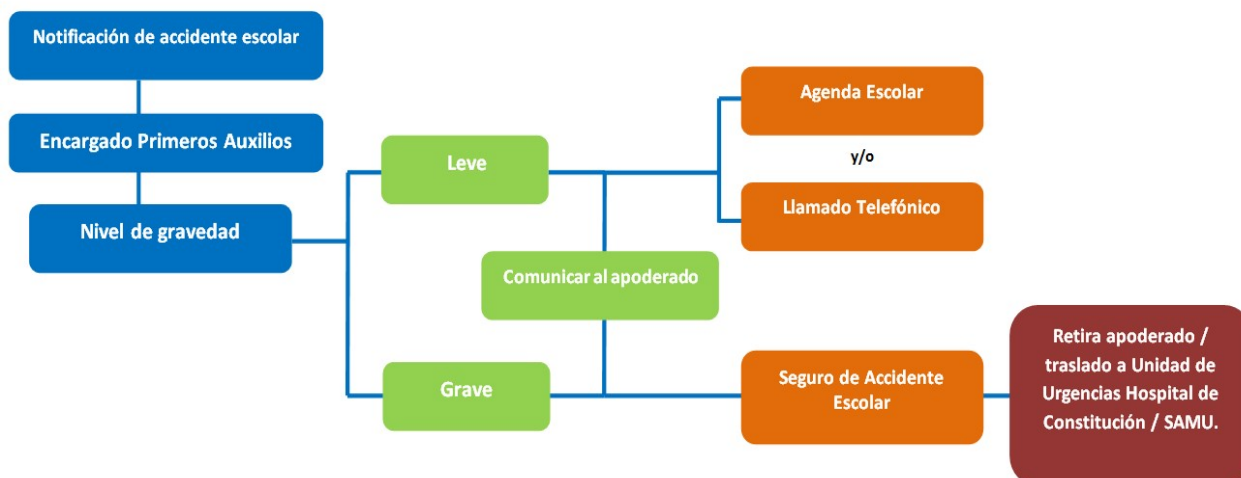 Notificación de accidente escolar
Encargado Primeros Auxilios
Nivel de gravedad
Leve
Comunicar al apoderado
Grave
Agenda Escolar
y/o
Llamado Telefónico
Seguro de Accidente
Escolar
Retira apoderado /
traslado a Unidad de
Urgencias Hospital de
Constitución / SAMU.